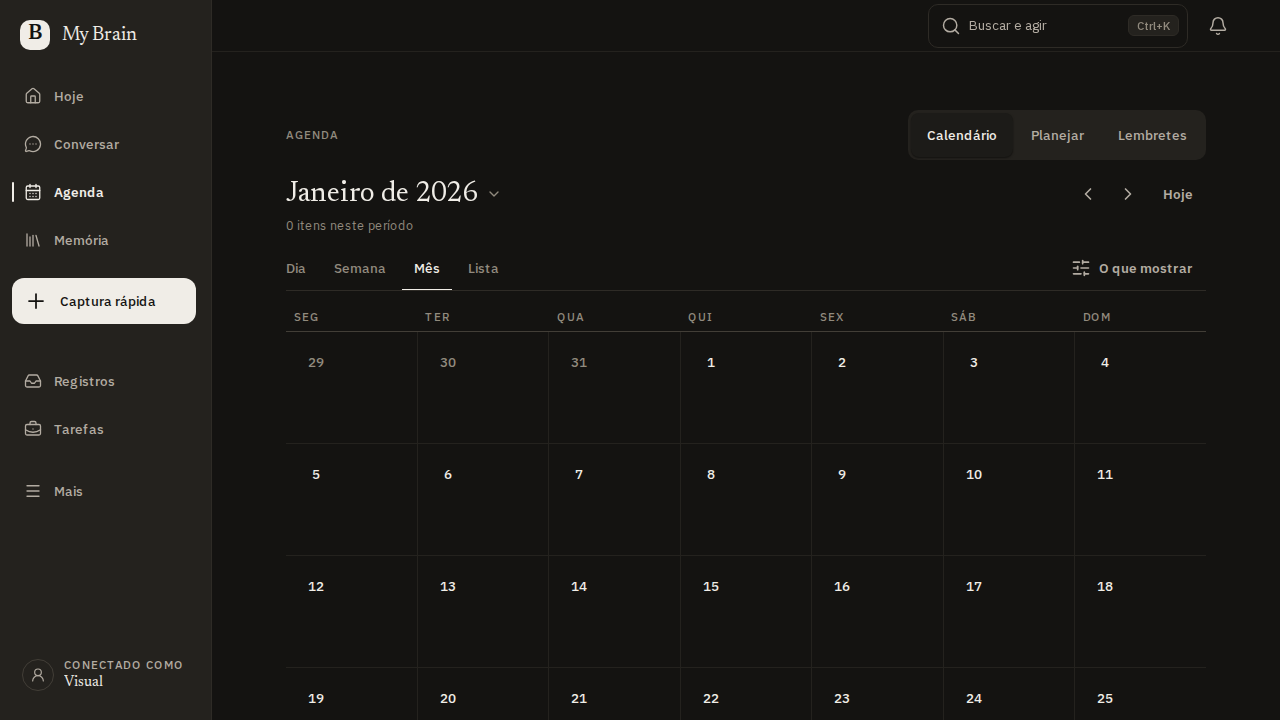 B My Brain
Hoje
Conversar
Agenda
Memória
Captura rápida
Registros
Tarefas
Mais
CONECTADO COMO
Visual
Buscar e agir Ctrl+K
AGENDA
Calendário Planejar Lembretes
Janeiro de 2026
Hoje
0 itens neste período
Dia Semana Mês Lista
O que mostrar
SEG TER QUA QUI SEX SÁB DOM
29 30 31 1 2 3 4
5 6 7 8 9 10 11
12 13 14 15 16 17 18
19 20 21 22 23 24 25